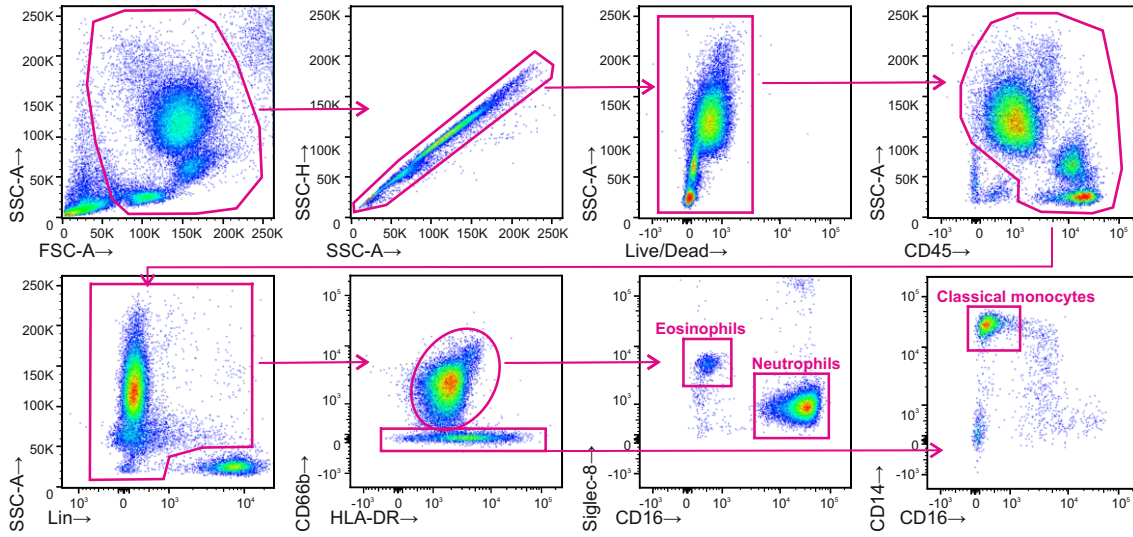 250K
200K
150K
100K
50K
0
SSC-A→
0
50K
100K
150K
200K
250K
FSC-A→
250K
200K
150K
100K
50K
0
SSC-H→
0
50K
100K
150K
200K
250K
SSC-A→
250K
200K
150K
100K
50K
0
SSC-A→
-10³
0
10³
10⁴
10⁵
Live/Dead→
250K
200K
150K
100K
50K
0
SSC-A→
-10³
0
10³
10⁴
10⁵
CD45→
250K
200K
150K
100K
50K
0
SSC-A→
10³
0
10³
10⁴
Lin→
10⁵
10⁴
10³
0
-10³
CD66b→
-10³
0
10³
10⁴
10⁵
HLA-DR→
Eosinophils
Neutrophils
10⁵
10⁴
10³
0
-10³
Siglec-8→
-10³
0
10³
10⁴
10⁵
CD16→
Classical monocytes
10⁵
10⁴
10³
0
-10³
CD14→
-10³
0
10³
10⁴
10⁵
CD16→